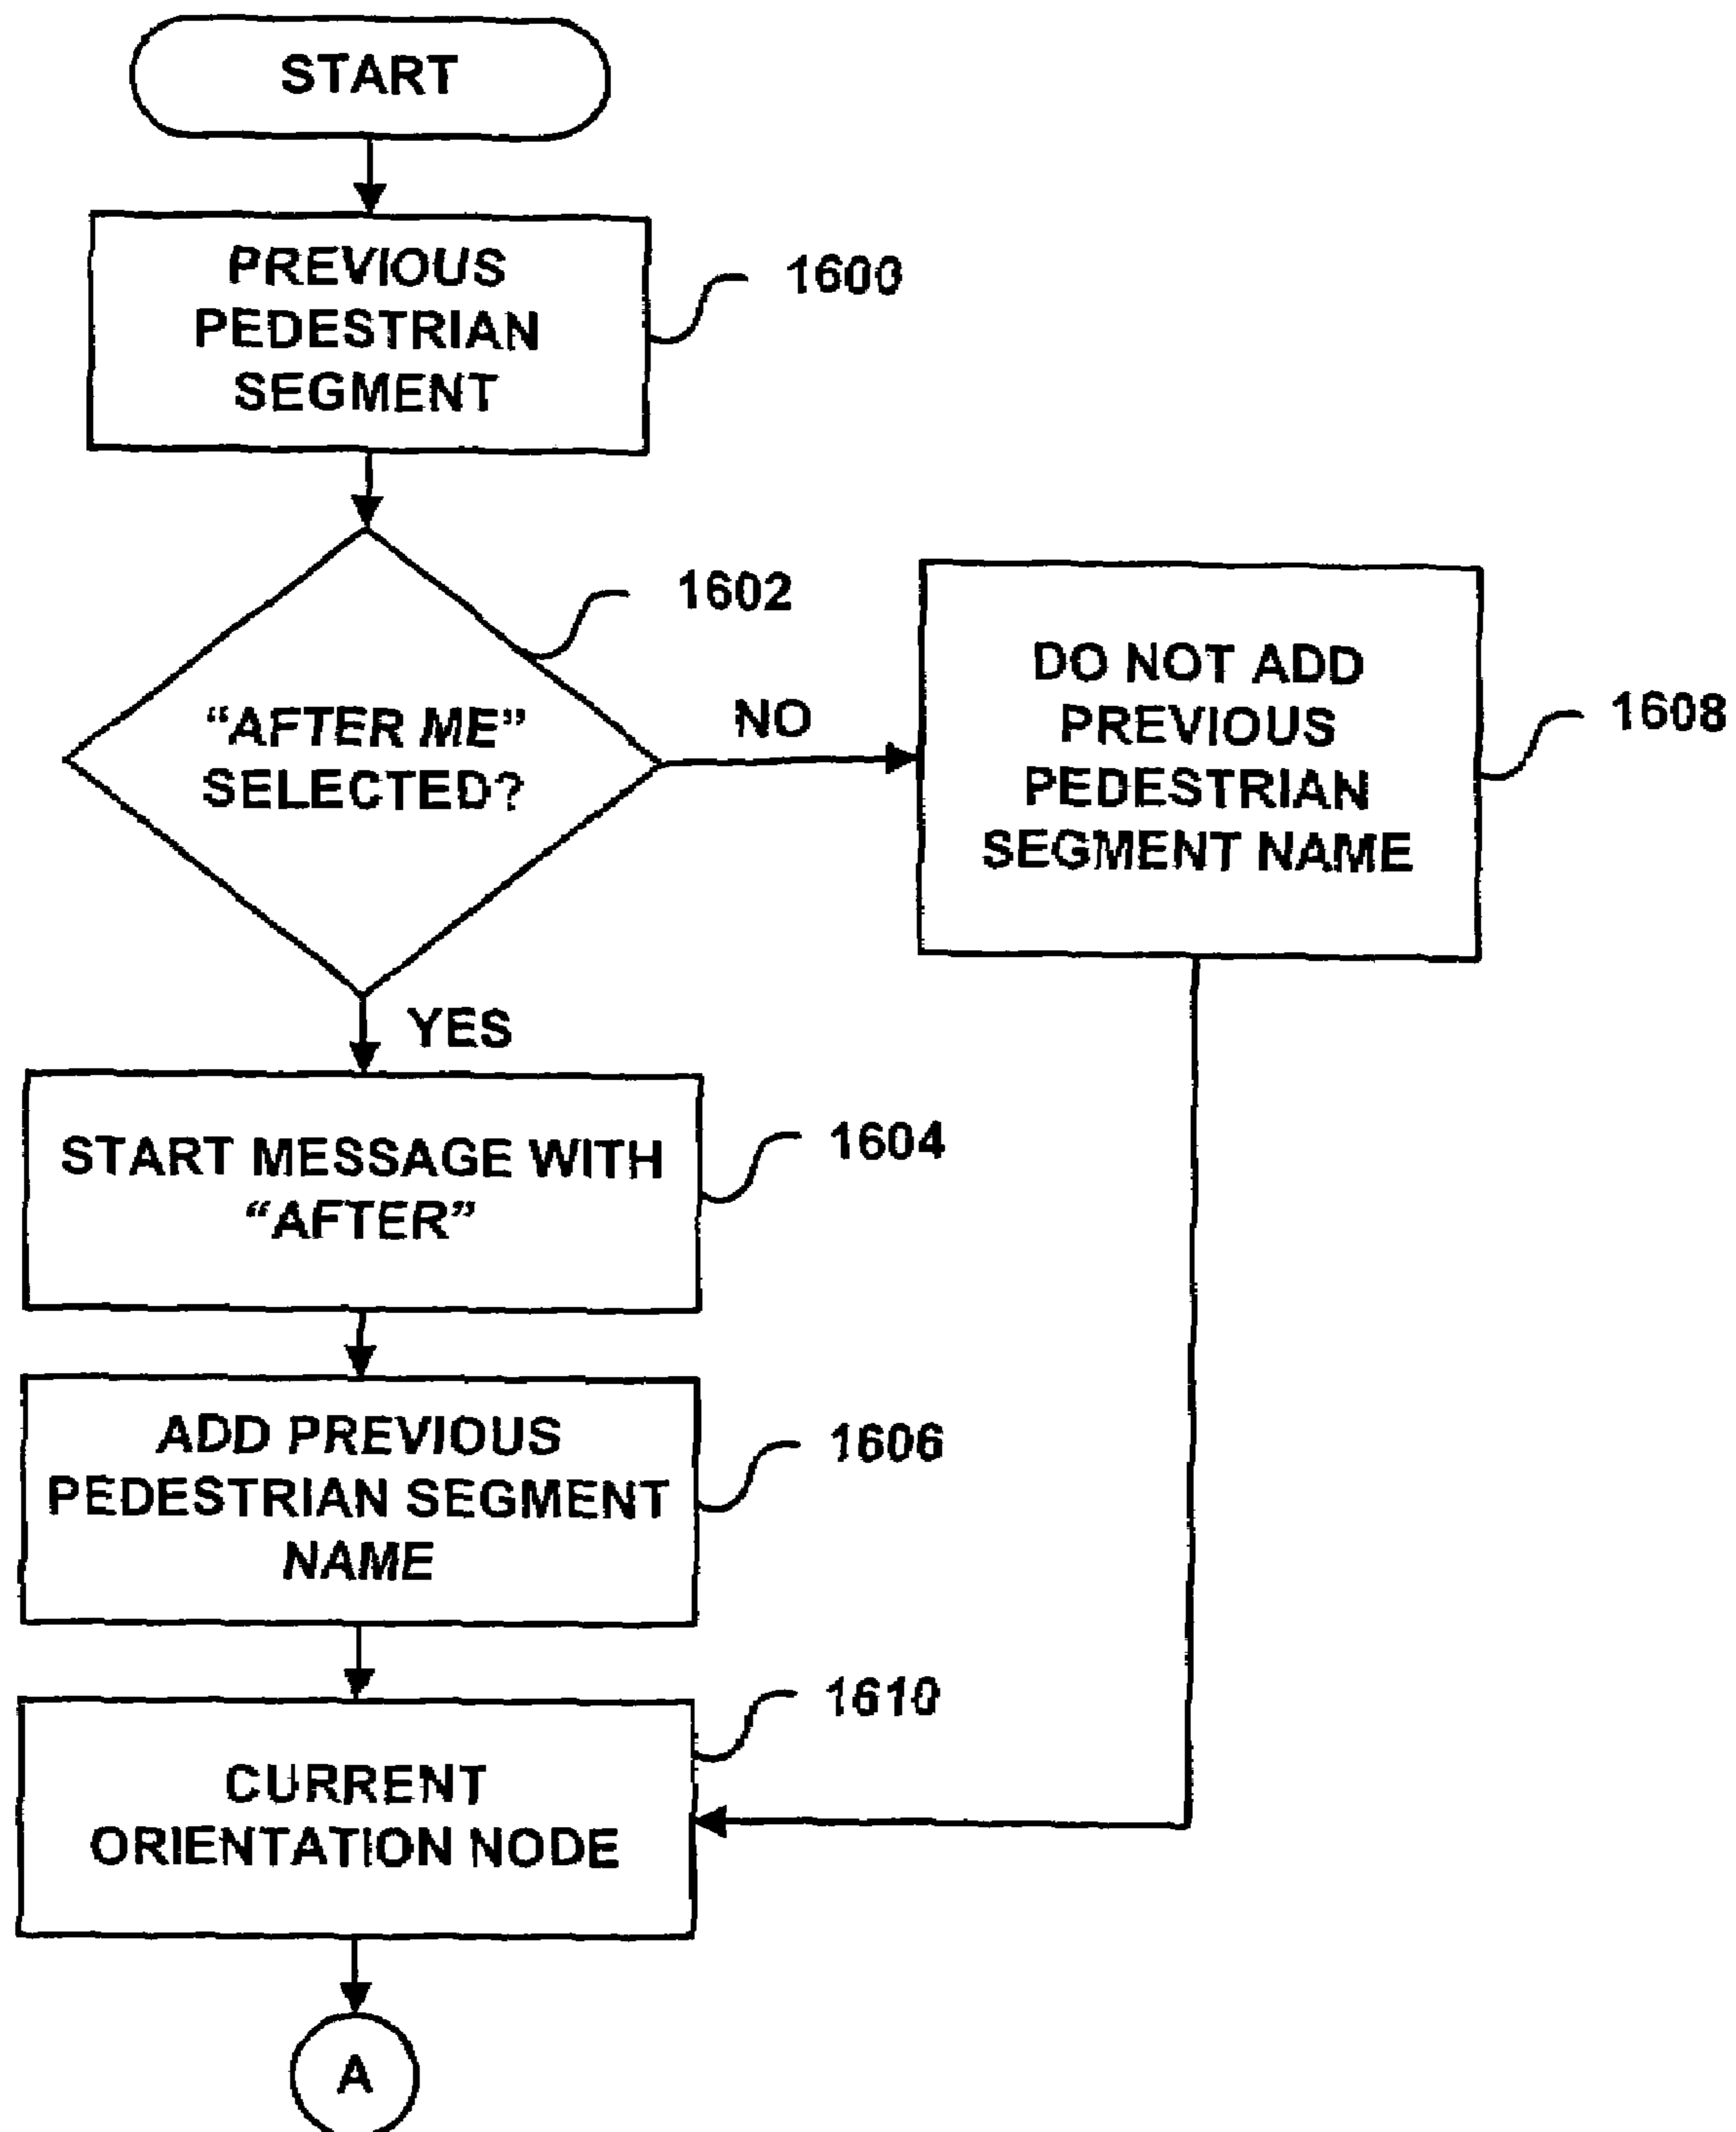 START
PREVIOUS
PEDESTRIAN
SEGMENT
1600
1602
"AFTER ME"
SELECTED?
NO
DO NOT ADD
PREVIOUS
PEDESTRIAN
SEGMENT NAME
1608
YES
START MESSAGE WITH
"AFTER"
1604
ADD PREVIOUS
PEDESTRIAN SEGMENT
NAME
1606
1610
CURRENT
ORIENTATION NODE
A